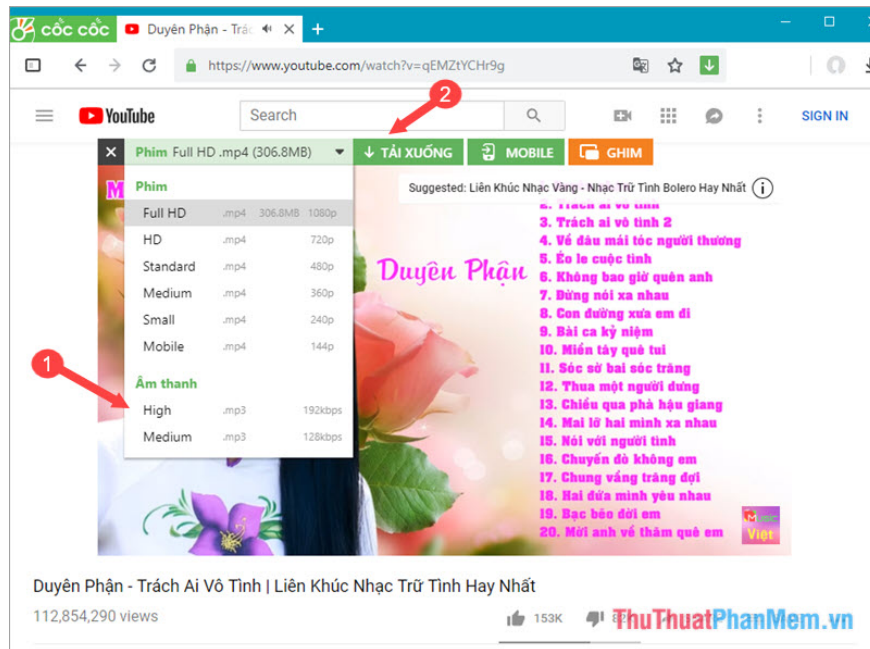 cốc cốc Duyên Phận - Trác
https://www.youtube.com/watch?v=qEMZtYCHr9g
2
YouTube Search SIGN IN
Phim Full HD .mp4 (306.8MB) TẢI XUỐNG MOBILE GHIM
Suggested: Liên Khúc Nhạc Vàng - Nhạc Trữ Tình Bolero Hay Nhất
Phim
Full HD .mp4 306.8MB 1080p
HD .mp4 720p
Standard .mp4 480p
Medium .mp4 360p
Small .mp4 240p
Mobile .mp4 144p
1
Âm thanh
High .mp3 192kbps
Medium .mp3 128kbps
Duyên Phận
2. Trách ai vô tình
3. Trách ai vô tình 2
4. Về đâu mái tóc người thương
5. Éo le cuộc tình
6. Không bao giờ quên anh
7. Đừng nói xa nhau
8. Con đường xưa em đi
9. Bài ca kỷ niệm
10. Miền tây quê tui
11. Sóc sờ bai sóc trăng
12. Thua một người dưng
13. Chiều qua phà hậu giang
14. Mai lỡ hai mình xa nhau
15. Nói với người tình
16. Chuyến đò không em
17. Chung vầng trăng đợi
18. Hai đứa mình yêu nhau
19. Bạc bẽo đời em
20. Mời anh về thăm quê em
Music
Việt
Duyên Phận - Trách Ai Vô Tình | Liên Khúc Nhạc Trữ Tình Hay Nhất
112,854,290 views
153K
ThuThuatPhanMem.vn